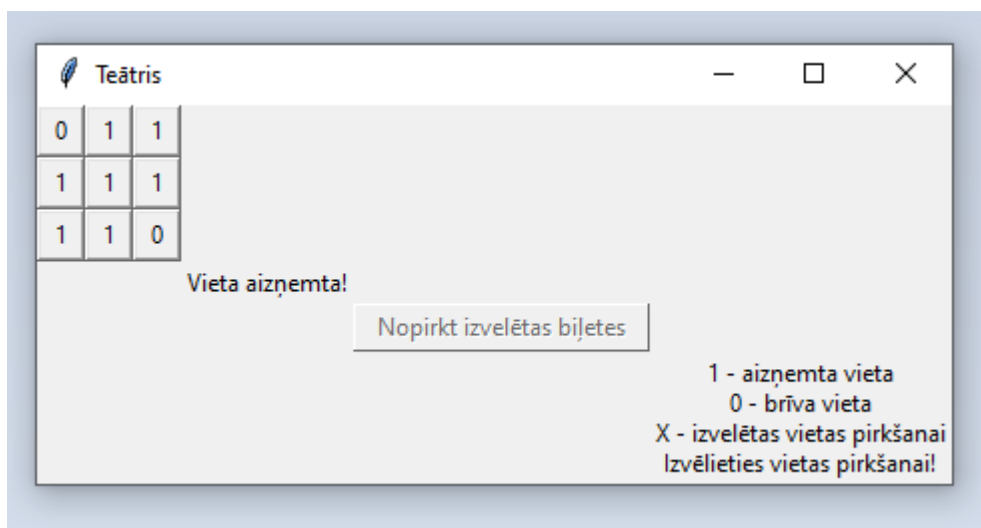 Teātris
0 1 1
1 1 1
1 1 0
Vieta aizņemta!
Nopirkt izvelētas biļetes
1 - aizņemta vieta
0 - brīva vieta
X - izvelētas vietas pirkšanai
Izvēlieties vietas pirkšanai!